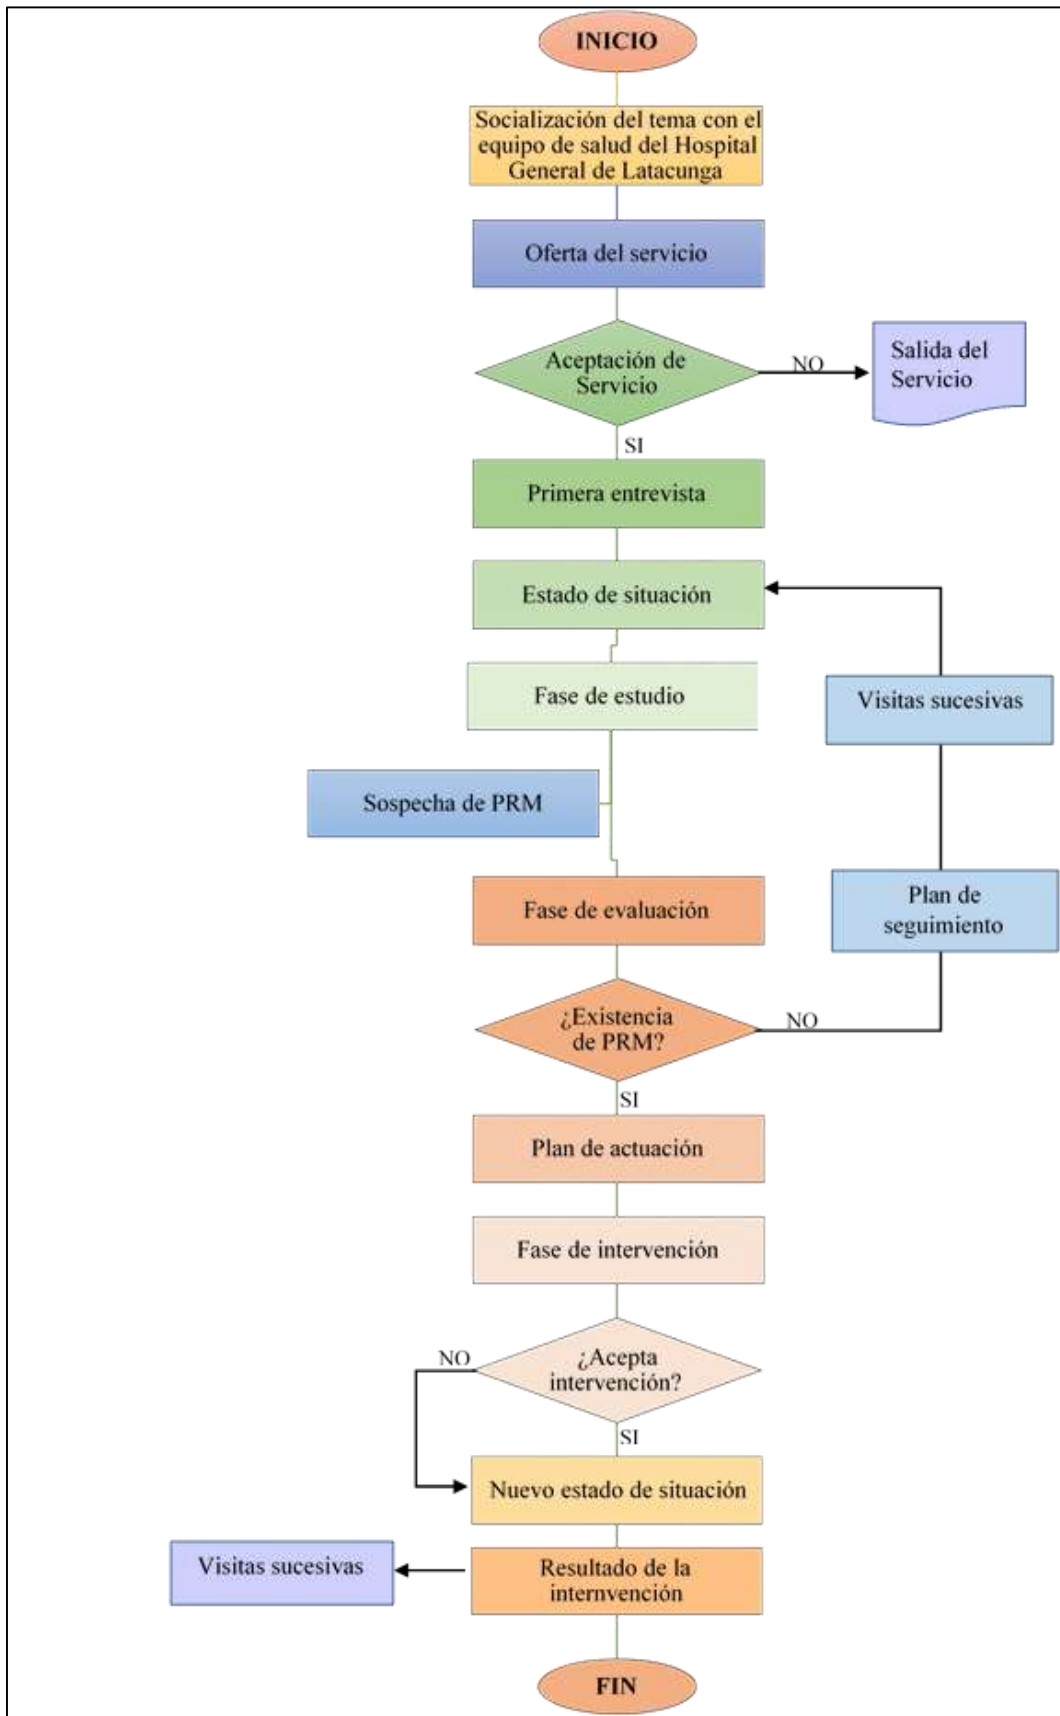 INICIO
Socialización del tema con el
equipo de salud del Hospital
General de Latacunga
Oferta del servicio
Aceptación de
Servicio
NO
Salida del
Servicio
SI
Primera entrevista
Estado de situación
Fase de estudio
Visitas sucesivas
Sospecha de PRM
Plan de
seguimiento
Fase de evaluación
¿Existencia
de PRM?
NO
SI
Plan de actuación
Fase de intervención
¿Acepta
intervención?
NO
SI
Nuevo estado de situación
Visitas sucesivas
Resultado de la
internvención
FIN